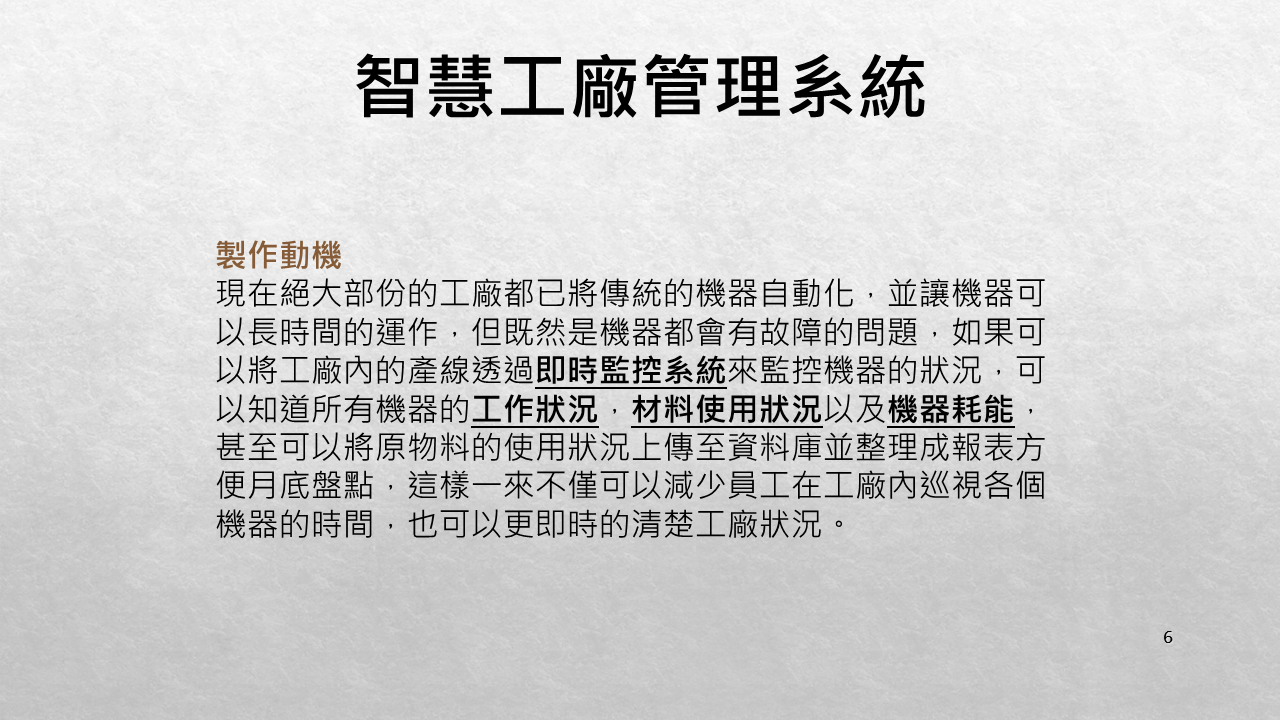 智慧工廠管理系統
製作動機
現在絕大部份的工廠都已將傳統的機器自動化，並讓機器可
以長時間的運作，但既然是機器都會有故障的問題，如果可
以將工廠內的產線透過即時監控系統來監控機器的狀況，可
以知道所有機器的工作狀況，材料使用狀況以及機器耗能，
甚至可以將原物料的使用狀況上傳至資料庫並整理成報表方
便月底盤點，這樣一來不僅可以減少員工在工廠內巡視各個
機器的時間，也可以更即時的清楚工廠狀況。
6